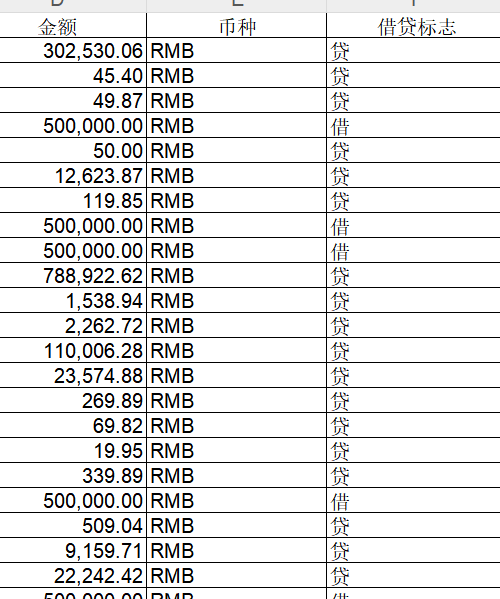 金额 币种 借贷标志
302,530.06 RMB 贷
45.40 RMB 贷
49.87 RMB 贷
500,000.00 RMB 借
50.00 RMB 贷
12,623.87 RMB 贷
119.85 RMB 贷
500,000.00 RMB 借
500,000.00 RMB 借
788,922.62 RMB 贷
1,538.94 RMB 贷
2,262.72 RMB 贷
110,006.28 RMB 贷
23,574.88 RMB 贷
269.89 RMB 贷
69.82 RMB 贷
19.95 RMB 贷
339.89 RMB 贷
500,000.00 RMB 借
509.04 RMB 贷
9,159.71 RMB 贷
22,242.42 RMB 贷